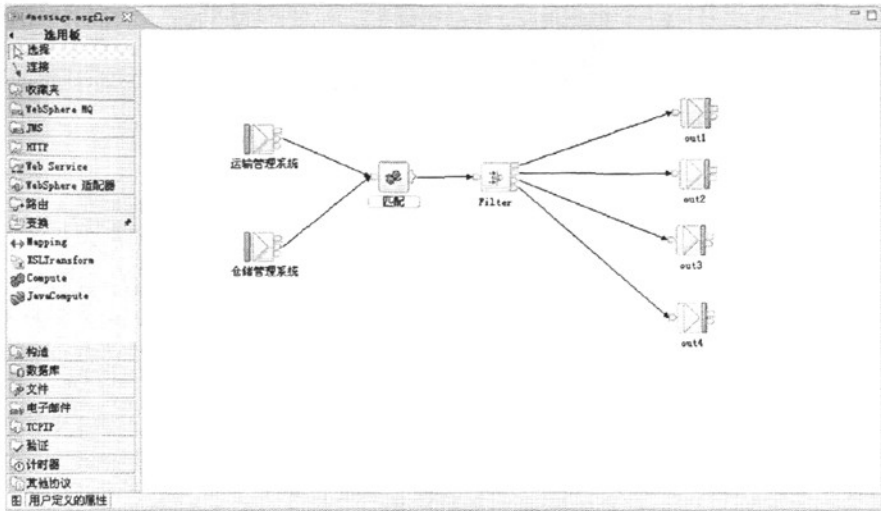 *message.msgflow
选用板
选择
连接
收藏夹
WebSphere MQ
JMS
HTTP
Web Service
WebSphere 适配器
路由
变换
Mapping
XSLTransform
Compute
JavaCompute
构造
数据库
文件
电子邮件
TCPIP
验证
计时器
其他协议
图 用户定义的属性
运输管理系统
仓储管理系统
匹配
Filter
out1
out2
out3
out4